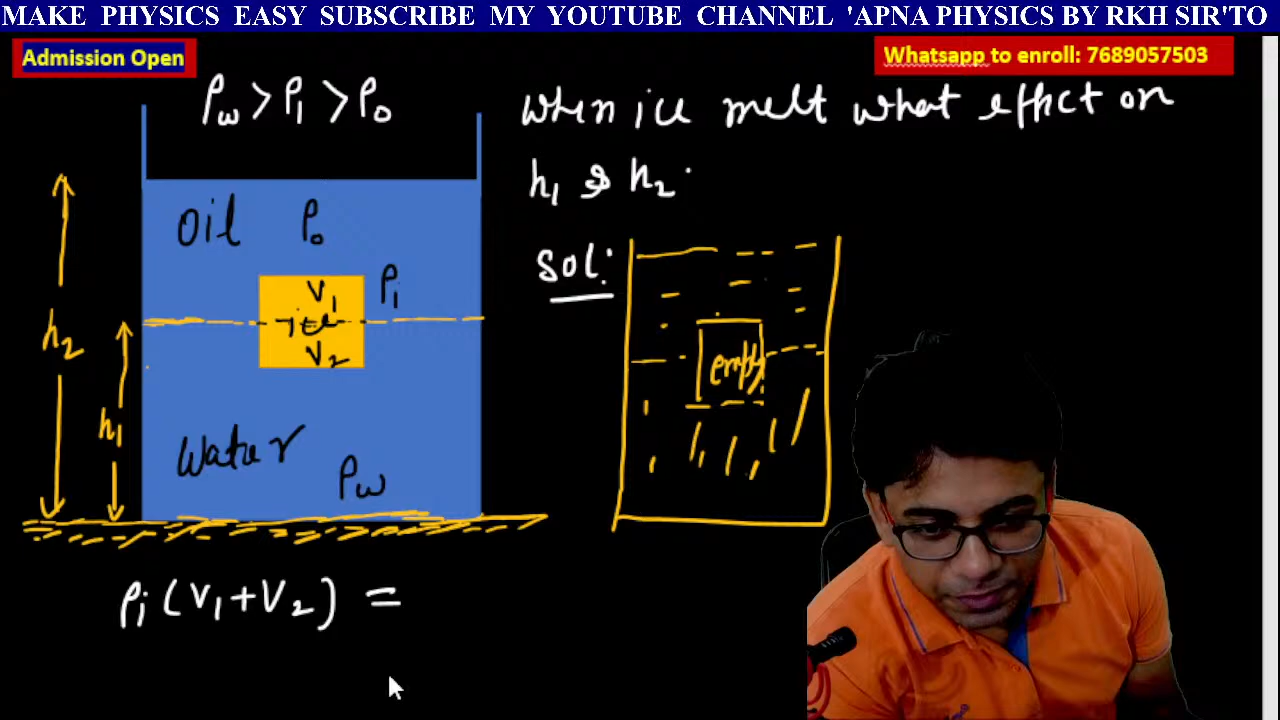 MAKE PHYSICS EASY SUBSCRIBE MY YOUTUBE CHANNEL 'APNA PHYSICS BY RKH SIR'TO
Admission Open
Whatsapp to enroll: 7689057503
ρw > ρi > ρo
when ice melt what effect on
h1 & h2.
Oil ρo
sol:
V1 ρi
ice
V2
h2
h1
empty
Water
ρw
ρi (V1 + V2) =